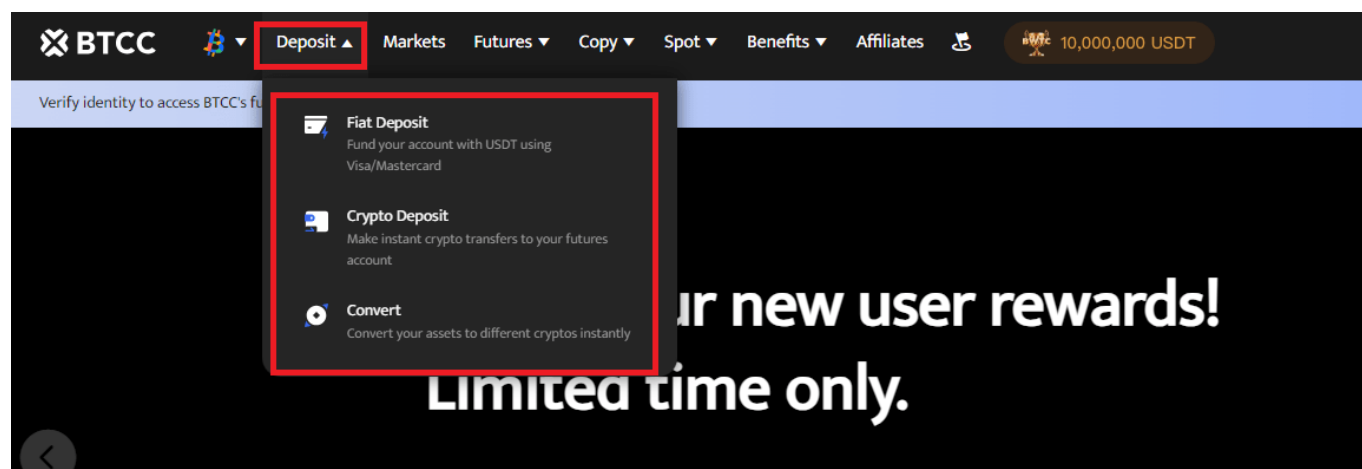 BTCC
Deposit
Markets
Futures
Copy
Spot
Benefits
Affiliates
10,000,000 USDT
Verify identity to access BTCC's
Fiat Deposit
Fund your account with USDT using
Visa/Mastercard
Crypto Deposit
Make instant crypto transfers to your futures
account
Convert
Convert your assets to different cryptos instantly
new user rewards!
Limited time only.